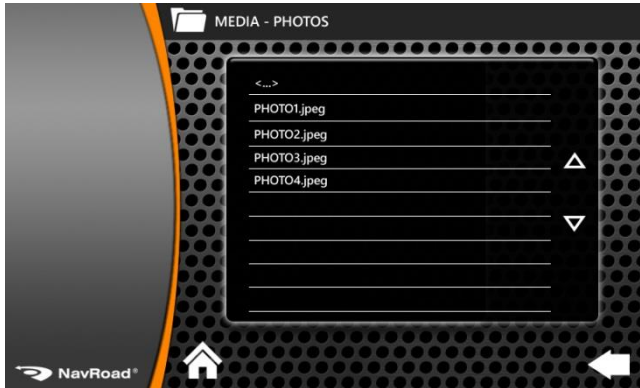 MEDIA - PHOTOS
<...>
PHOTO1.jpeg
PHOTO2.jpeg
PHOTO3.jpeg
PHOTO4.jpeg
NavRoad®